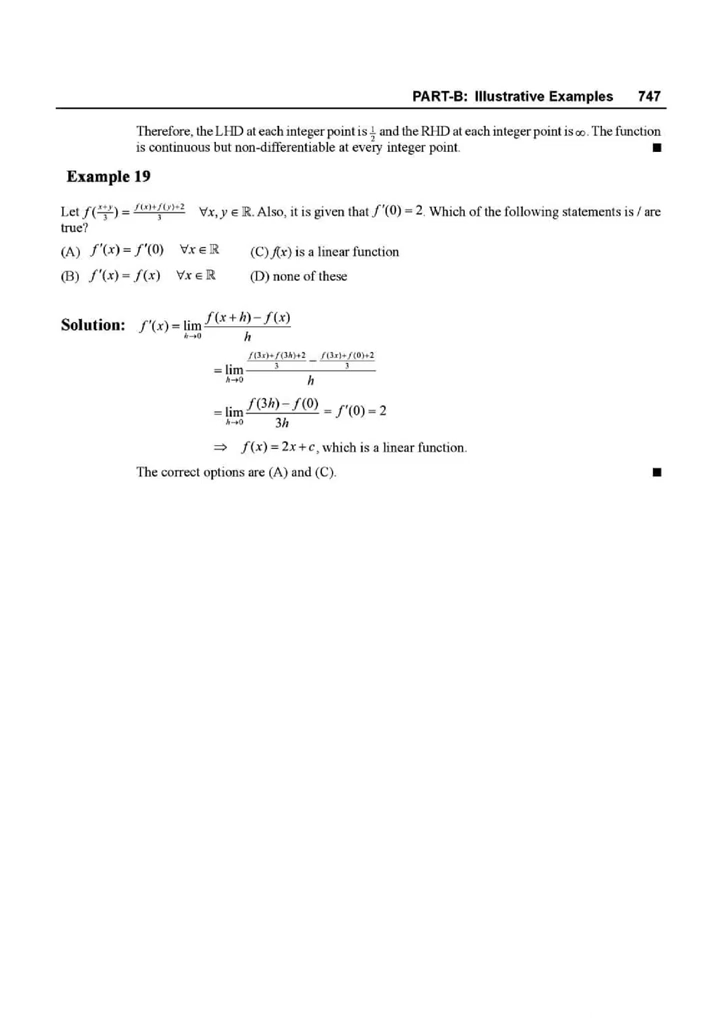 PART-B: Illustrative Examples 747
Therefore, the LHD at each integer point is 1/2 and the RHD at each integer point is ∞. The function
is continuous but non-differentiable at every integer point. ■
Example 19
Let f((x+y)/3) = (f(x)+f(y)+2)/3 ∀x, y ∈ ℝ. Also, it is given that f′(0) = 2. Which of the following statements is / are
true?
(A) f′(x) = f′(0) ∀x ∈ ℝ (C) f(x) is a linear function
(B) f′(x) = f(x) ∀x ∈ ℝ (D) none of these
Solution: f′(x) = lim h→0 (f(x + h) − f(x))/h
= lim h→0 ((f(3x)+f(3h)+2)/3 − (f(3x)+f(0)+2)/3)/h
= lim h→0 (f(3h) − f(0))/3h = f′(0) = 2
⇒ f(x) = 2x + c, which is a linear function.
The correct options are (A) and (C). ■